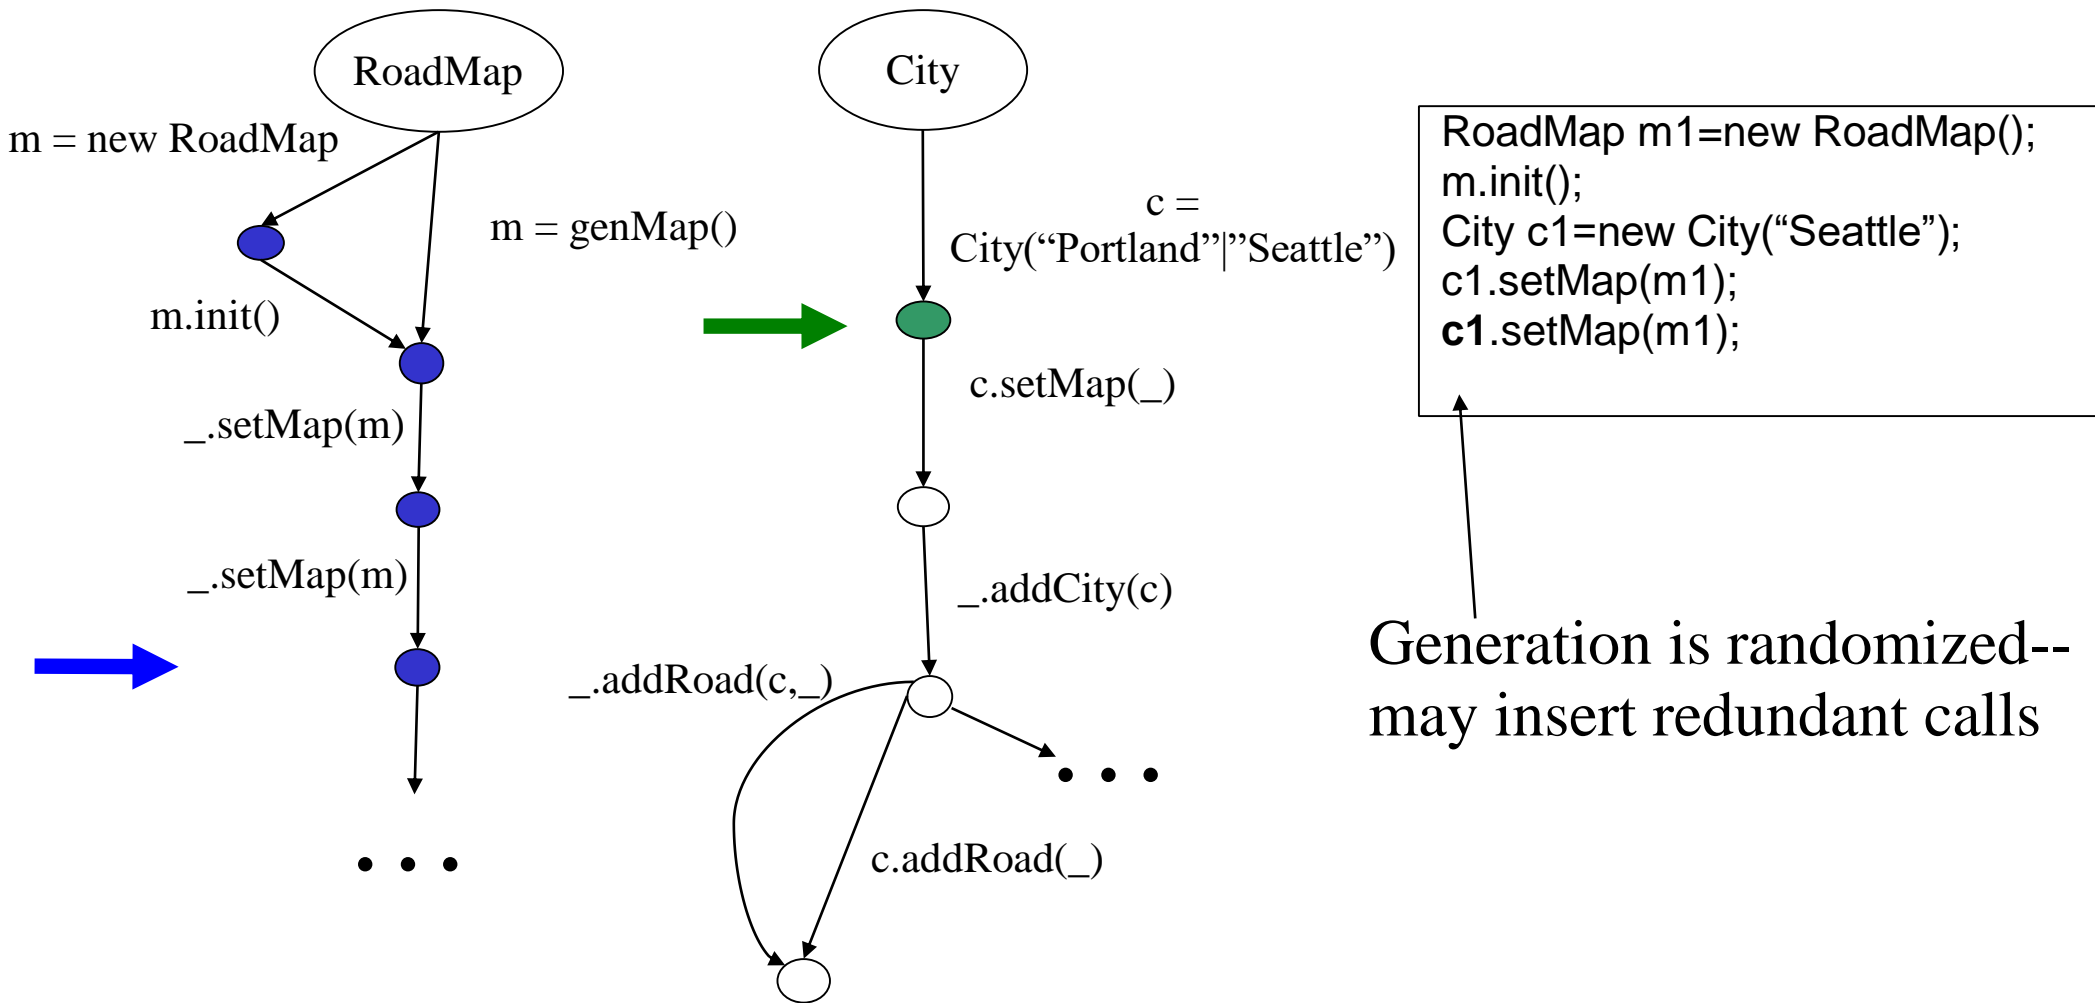 RoadMap
m = new RoadMap
m = genMap()
m.init()
_.setMap(m)
_.setMap(m)
. . .
City
c =
City(“Portland”|”Seattle”)
c.setMap(_)
_.addCity(c)
_.addRoad(c,_)
. . .
c.addRoad(_)
RoadMap m1=new RoadMap();
m.init();
City c1=new City(“Seattle”);
c1.setMap(m1);
c1.setMap(m1);
Generation is randomized--
may insert redundant calls